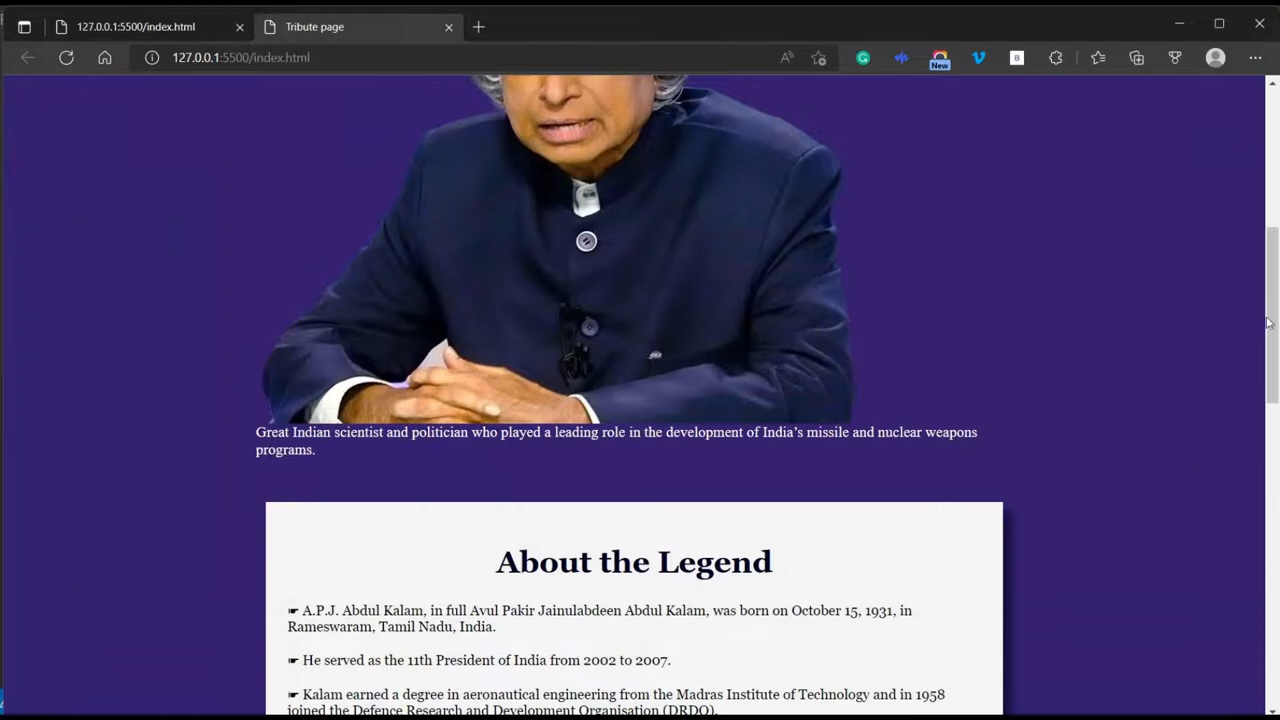 127.0.0.1:5500/index.html
Tribute page
127.0.0.1:5500/index.html
New
B
Great Indian scientist and politician who played a leading role in the development of India’s missile and nuclear weapons
programs.
About the Legend
☛ A.P.J. Abdul Kalam, in full Avul Pakir Jainulabdeen Abdul Kalam, was born on October 15, 1931, in
Rameswaram, Tamil Nadu, India.
☛ He served as the 11th President of India from 2002 to 2007.
☛ Kalam earned a degree in aeronautical engineering from the Madras Institute of Technology and in 1958
joined the Defence Research and Development Organisation (DRDO).